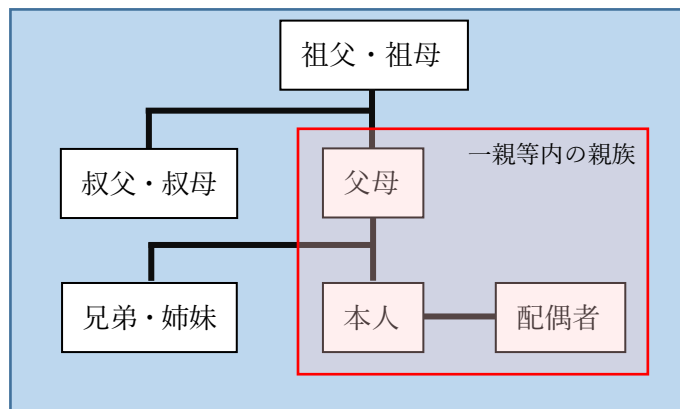 祖父・祖母
一親等内の親族
叔父・叔母
父母
兄弟・姉妹
本人
配偶者